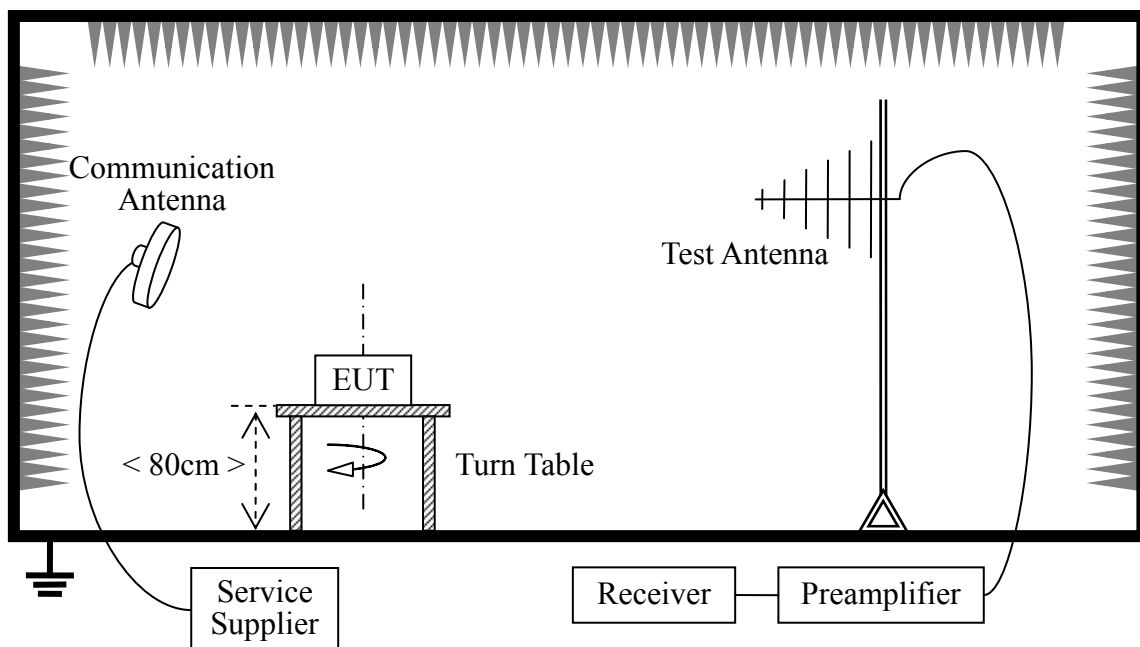 Communication
Antenna
Test Antenna
EUT
< 80cm >
Turn Table
Service
Supplier
Receiver
Preamplifier